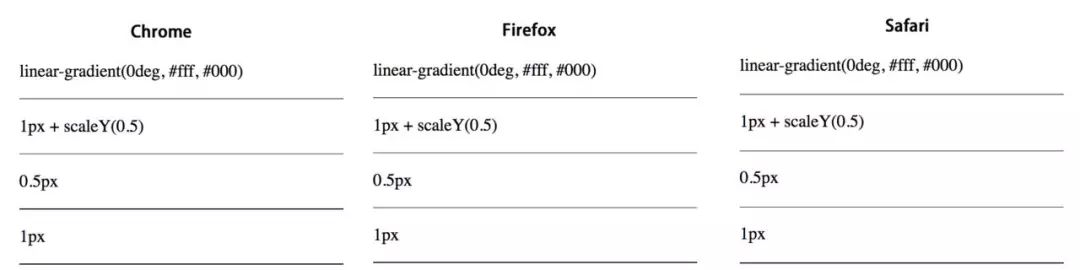 Chrome
linear-gradient(0deg, #fff, #000)
1px + scaleY(0.5)
0.5px
1px
Firefox
linear-gradient(0deg, #fff, #000)
1px + scaleY(0.5)
0.5px
1px
Safari
linear-gradient(0deg, #fff, #000)
1px + scaleY(0.5)
0.5px
1px